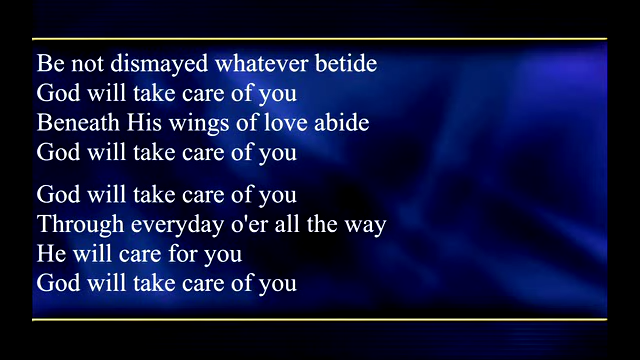 Be not dismayed whatever betide
God will take care of you
Beneath His wings of love abide
God will take care of you
God will take care of you
Through everyday o'er all the way
He will care for you
God will take care of you